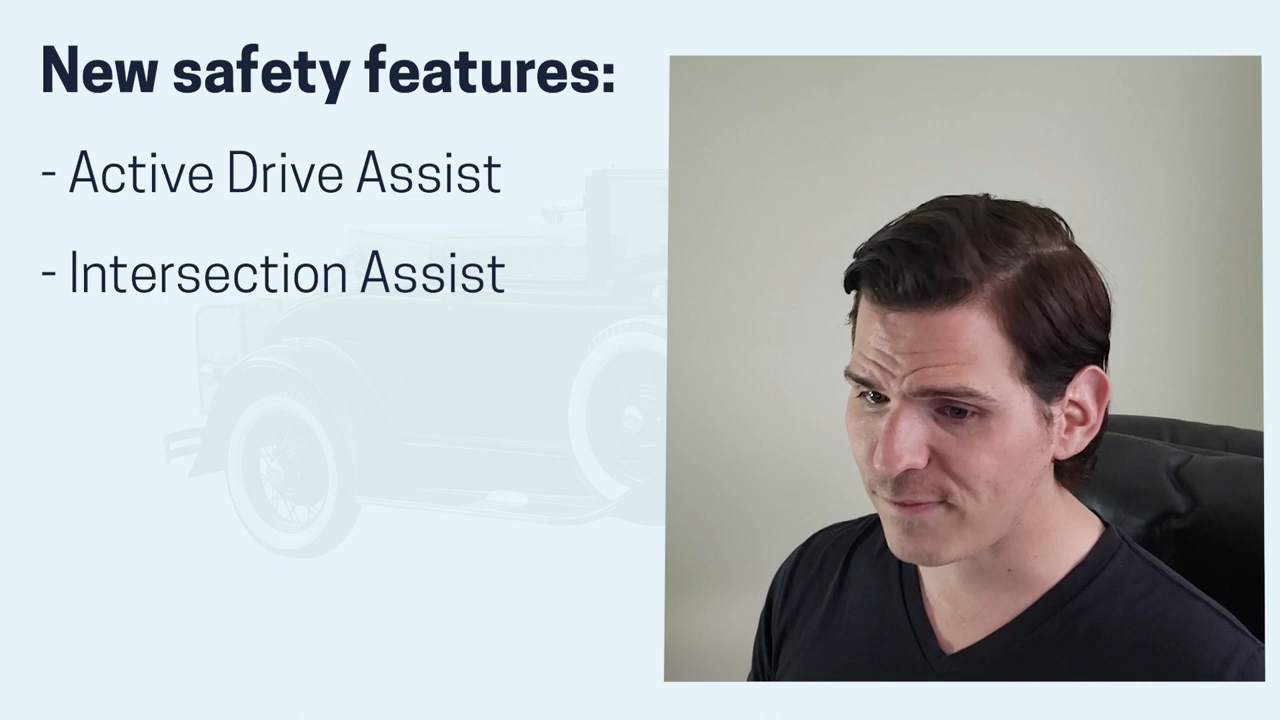 New safety features:
- Active Drive Assist
- Intersection Assist